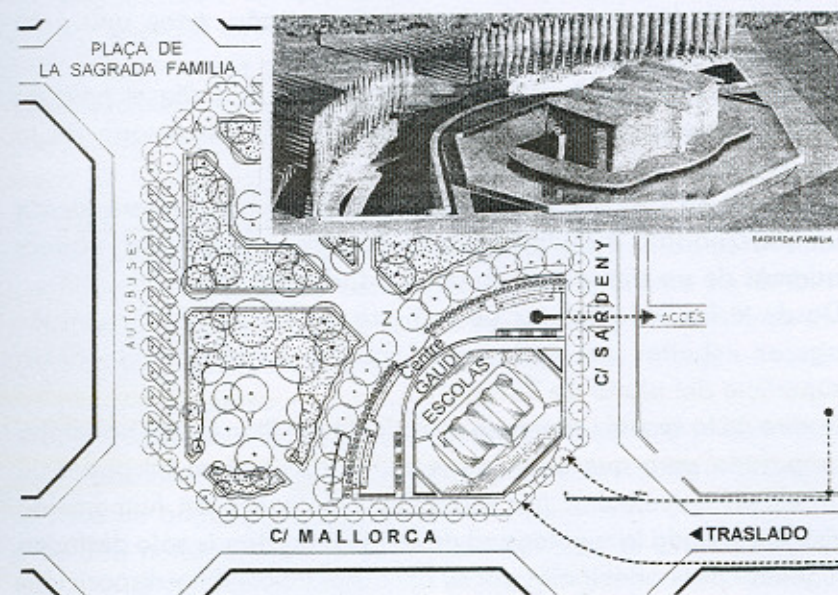 PLAÇA DE
LA SAGRADA FAMILIA
SAGRADA FAMILIA
AUTOBUSES
Z
Centre
GAUDI
ESCOLAS
C/ SARDENY
ACCES
C/ MALLORCA
◀TRASLADO